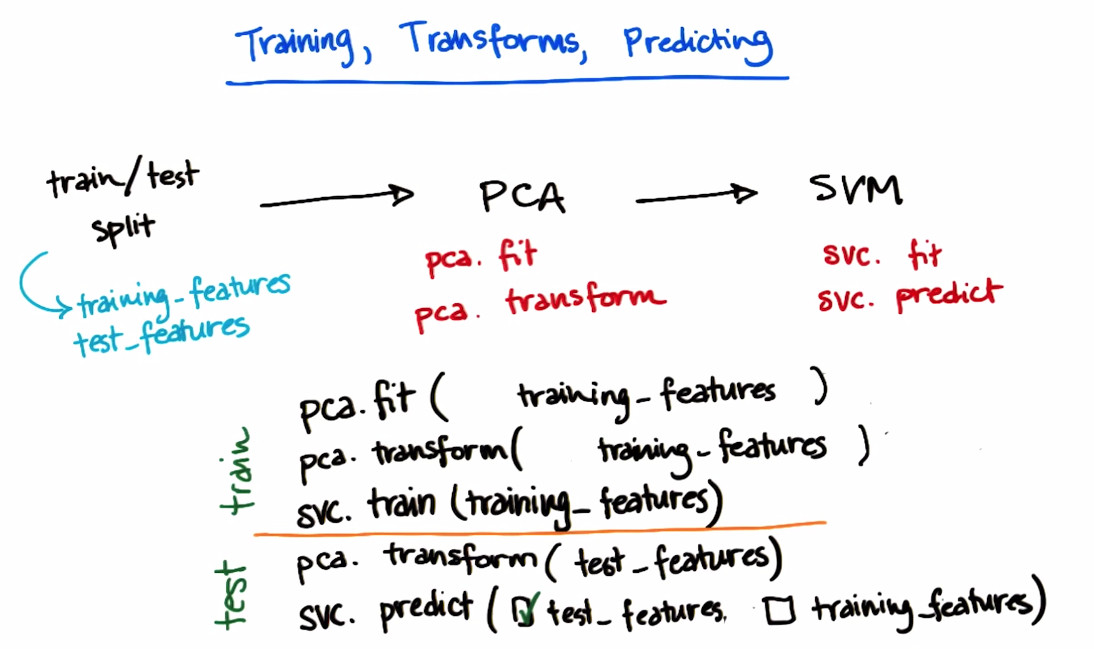 Training, Transforms, Predicting
train/test
split
training_features
test_features
PCA
pca. fit
pca. transform
SVM
svc. fit
svc. predict
train
pca.fit ( training_features )
pca. transform( training_features )
svc. train (training_features)
test
pca. transform( test_features)
svc. predict ( ☑ test_features, ☐ training_features)